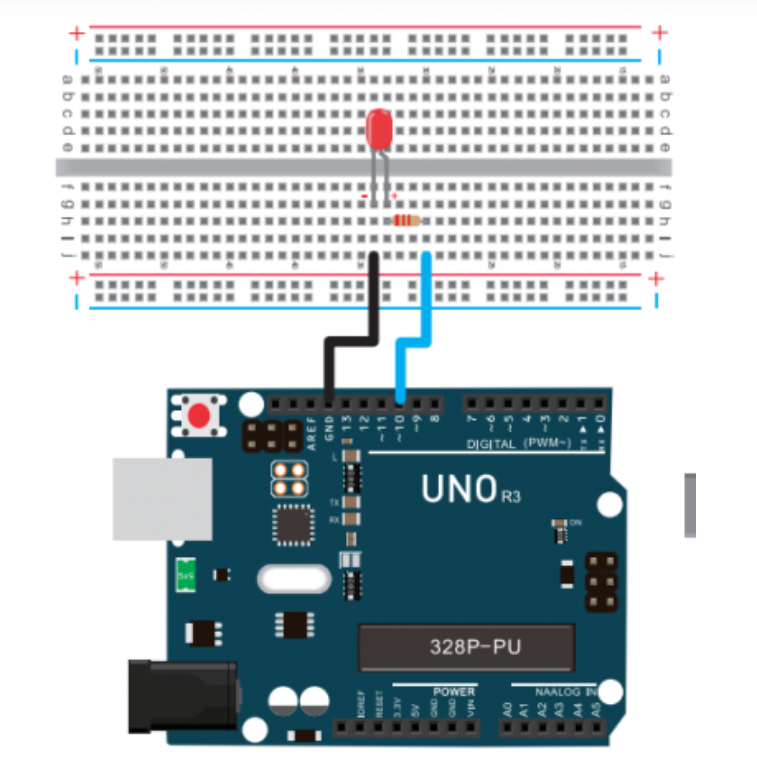 + +
a a
b b
c c
d d
e e
f f
g g
h h
j j
- +
+ +
AREF
GND
13
12
~11
~10
~9
8
7
~6
~5
4
~3
2
TX▶1
RX▶0
DIGITAL (PWM~)
L
TX
RX
UNO R3
ON
5x5
328P-PU
POWER
NAALOG IN
IOREF
RESET
3.3V
5V
GND
GND
VIN
A0
A1
A2
A3
A4
A5